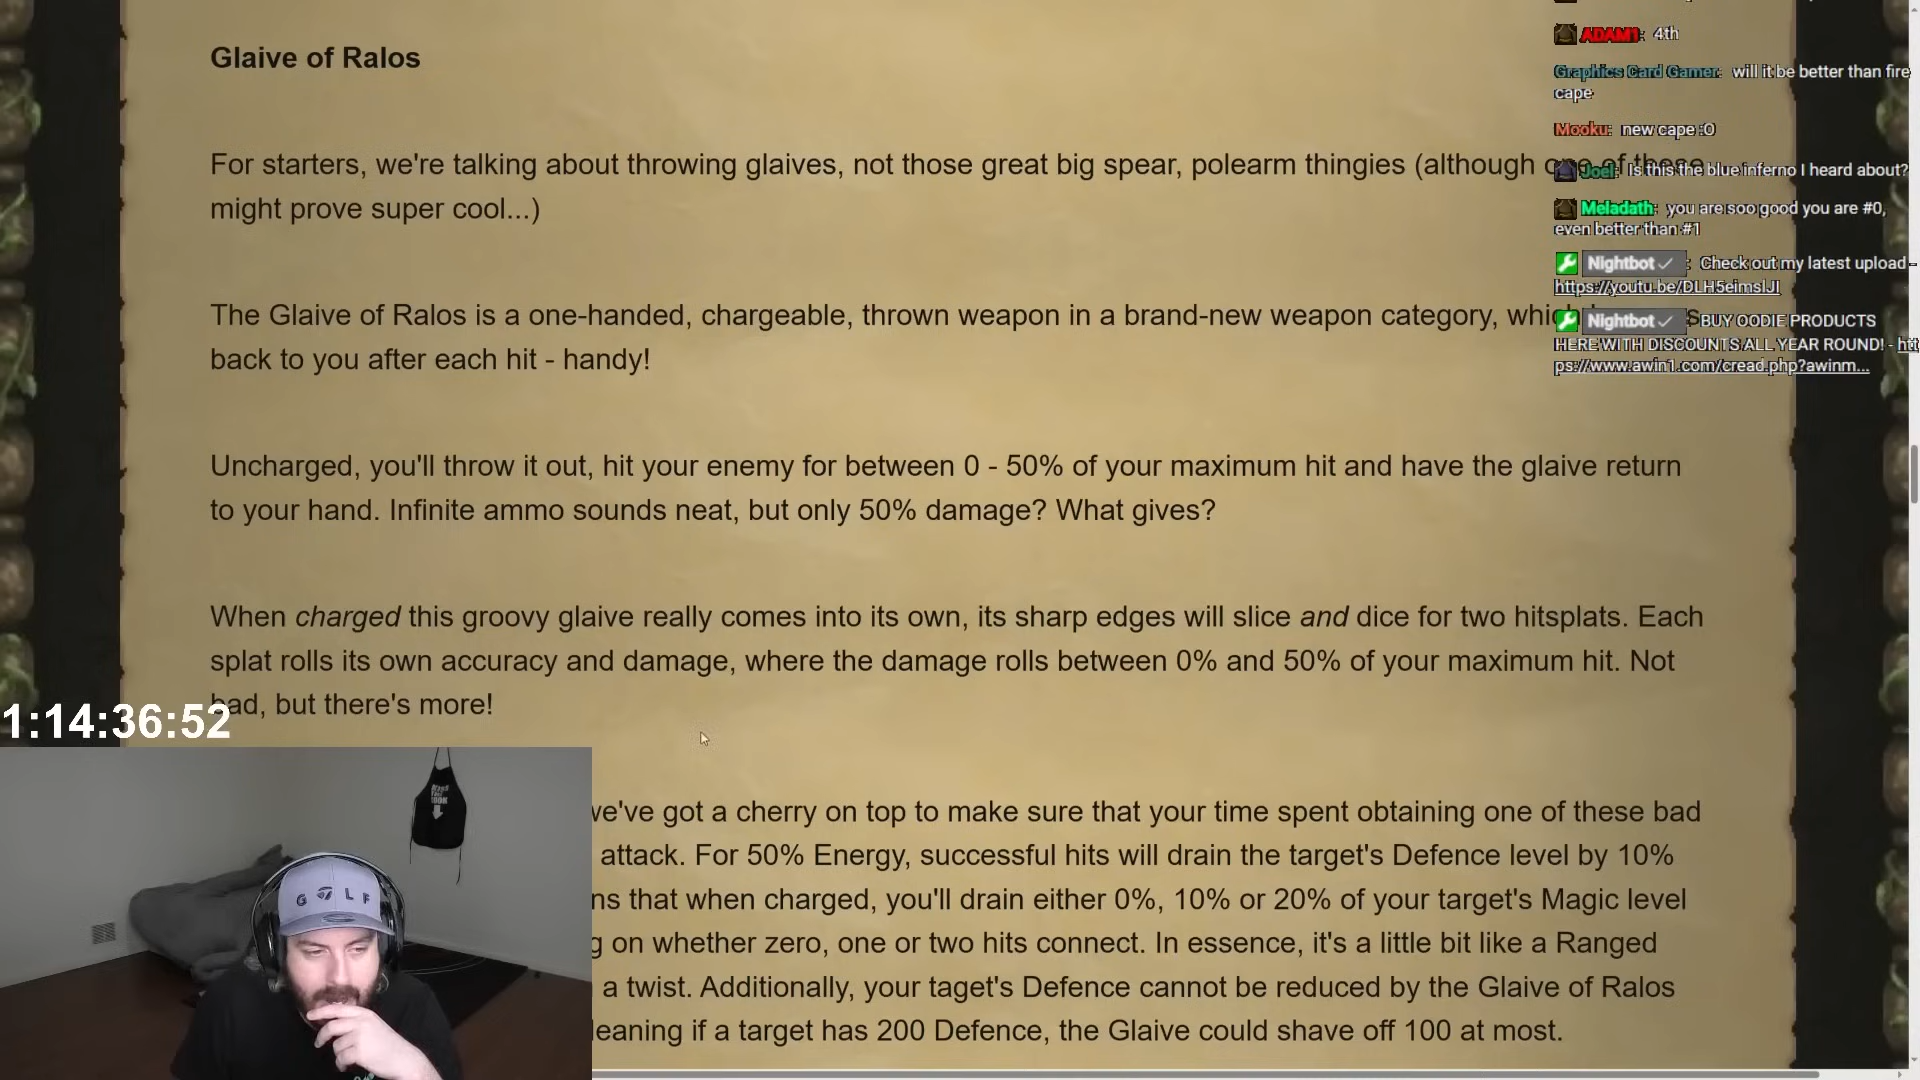 Glaive of Ralos
For starters, we're talking about throwing glaives, not those great big spear, polearm thingies (although one of these
might prove super cool...)
The Glaive of Ralos is a one-handed, chargeable, thrown weapon in a brand-new weapon category, which
back to you after each hit - handy!
Uncharged, you'll throw it out, hit your enemy for between 0 - 50% of your maximum hit and have the glaive return
to your hand. Infinite ammo sounds neat, but only 50% damage? What gives?
When charged this groovy glaive really comes into its own, its sharp edges will slice and dice for two hitsplats. Each
splat rolls its own accuracy and damage, where the damage rolls between 0% and 50% of your maximum hit. Not
bad, but there's more!
we've got a cherry on top to make sure that your time spent obtaining one of these bad
attack. For 50% Energy, successful hits will drain the target's Defence level by 10%
ns that when charged, you'll drain either 0%, 10% or 20% of your target's Magic level
g on whether zero, one or two hits connect. In essence, it's a little bit like a Ranged
a twist. Additionally, your taget's Defence cannot be reduced by the Glaive of Ralos
leaning if a target has 200 Defence, the Glaive could shave off 100 at most.
ADAM1: 4th
Graphics Card Gamer: will it be better than fire
cape
Mooku: new cape :O
Joel: Is this the blue inferno I heard about?
Meladath: you are soo good you are #0,
even better than #1
Nightbot ✓: Check out my latest upload -
https://youtu.be/DLH5eimslJI
Nightbot ✓: BUY OODIE PRODUCTS
HERE WITH DISCOUNTS ALL YEAR ROUND! - htt
ps://www.awin1.com/cread.php?awinm...
1:14:36:52
KISS
THE
COOK
GOLF